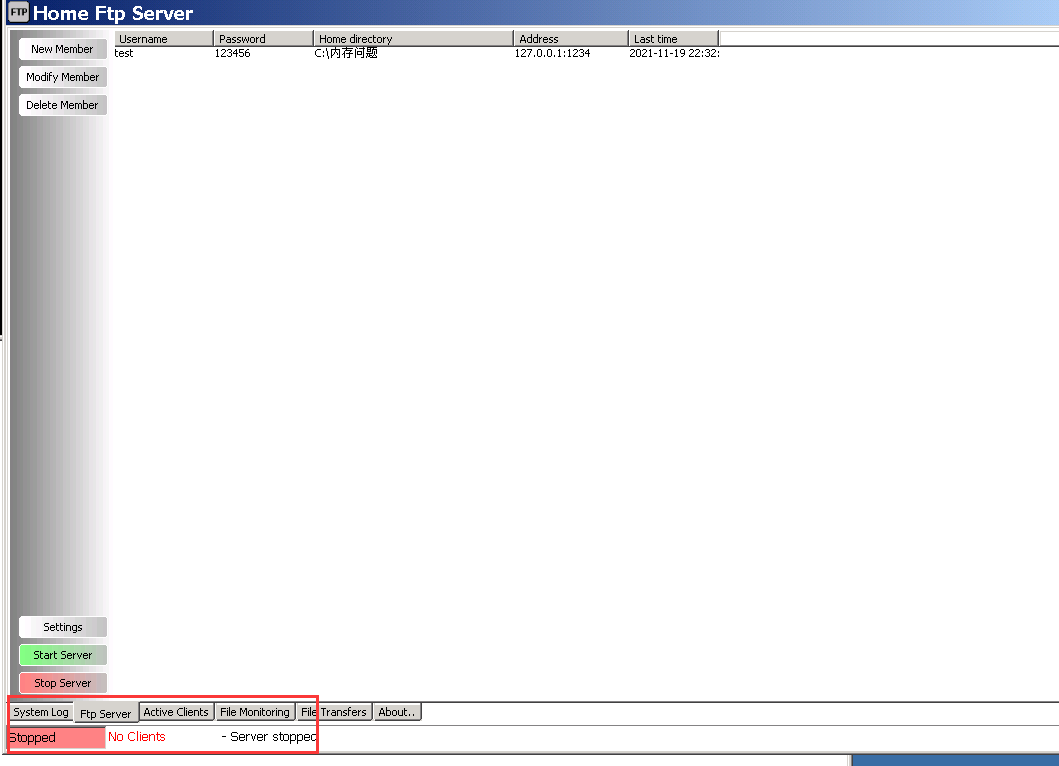 FTP Home Ftp Server
New Member
Modify Member
Delete Member
Username Password Home directory Address Last time
test 123456 C:\内存问题 127.0.0.1:1234 2021-11-19 22:32:
Settings
Start Server
Stop Server
System Log Ftp Server Active Clients File Monitoring File Transfers About..
Stopped No Clients - Server stopped